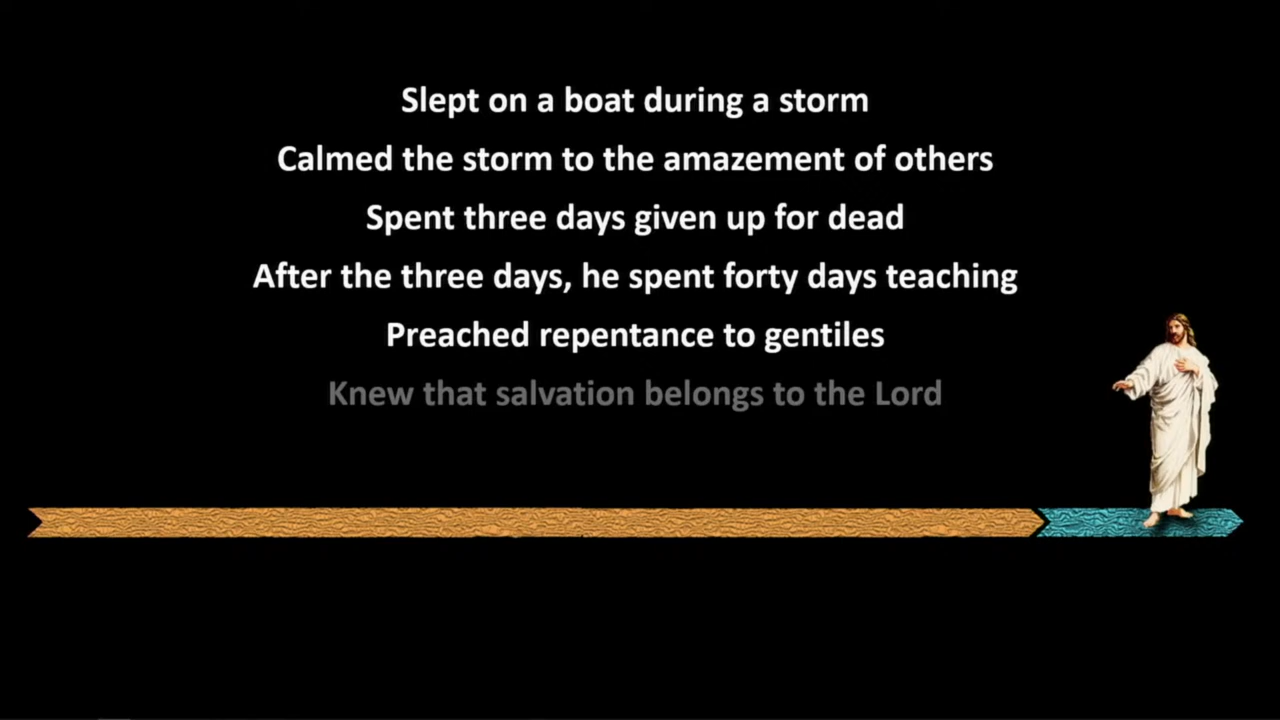 Slept on a boat during a storm
Calmed the storm to the amazement of others
Spent three days given up for dead
After the three days, he spent forty days teaching
Preached repentance to gentiles
Knew that salvation belongs to the Lord